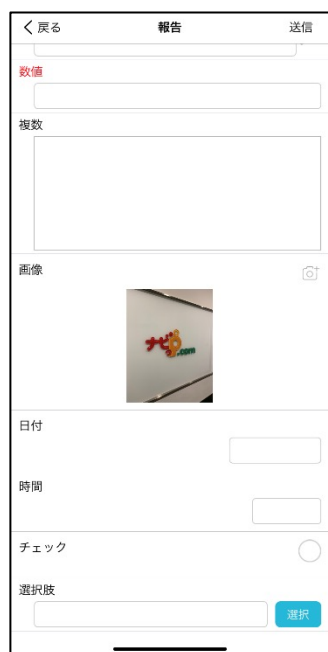 戻る 報告 送信
数値
複数
画像
ナビ
.com
日付
時間
チェック
選択肢
選択